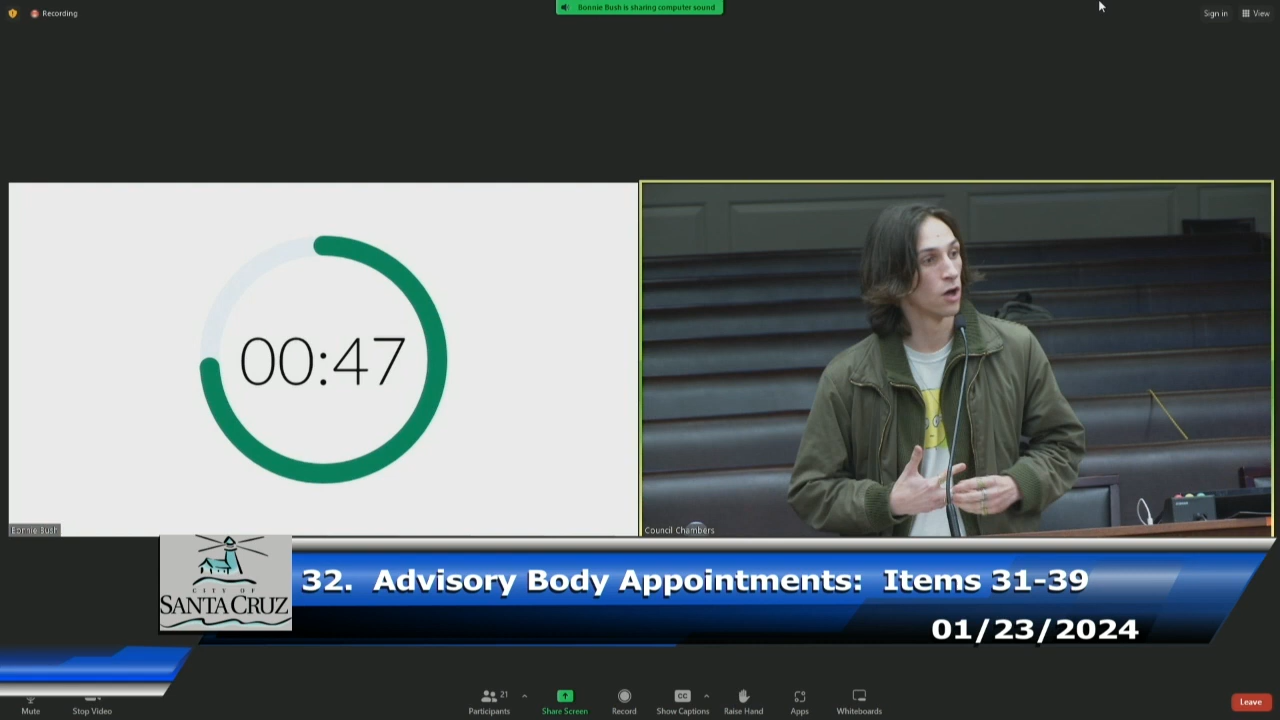 Recording
Bonnie Bush is sharing computer sound
Sign in
View
00:47
Bonnie Bush
Council Chambers
CITY OF
SANTA CRUZ
32. Advisory Body Appointments: Items 31-39
01/23/2024
Mute
Stop Video
Participants
21
Share Screen
Record
CC
Show Captions
Raise Hand
Apps
Whiteboards
Leave